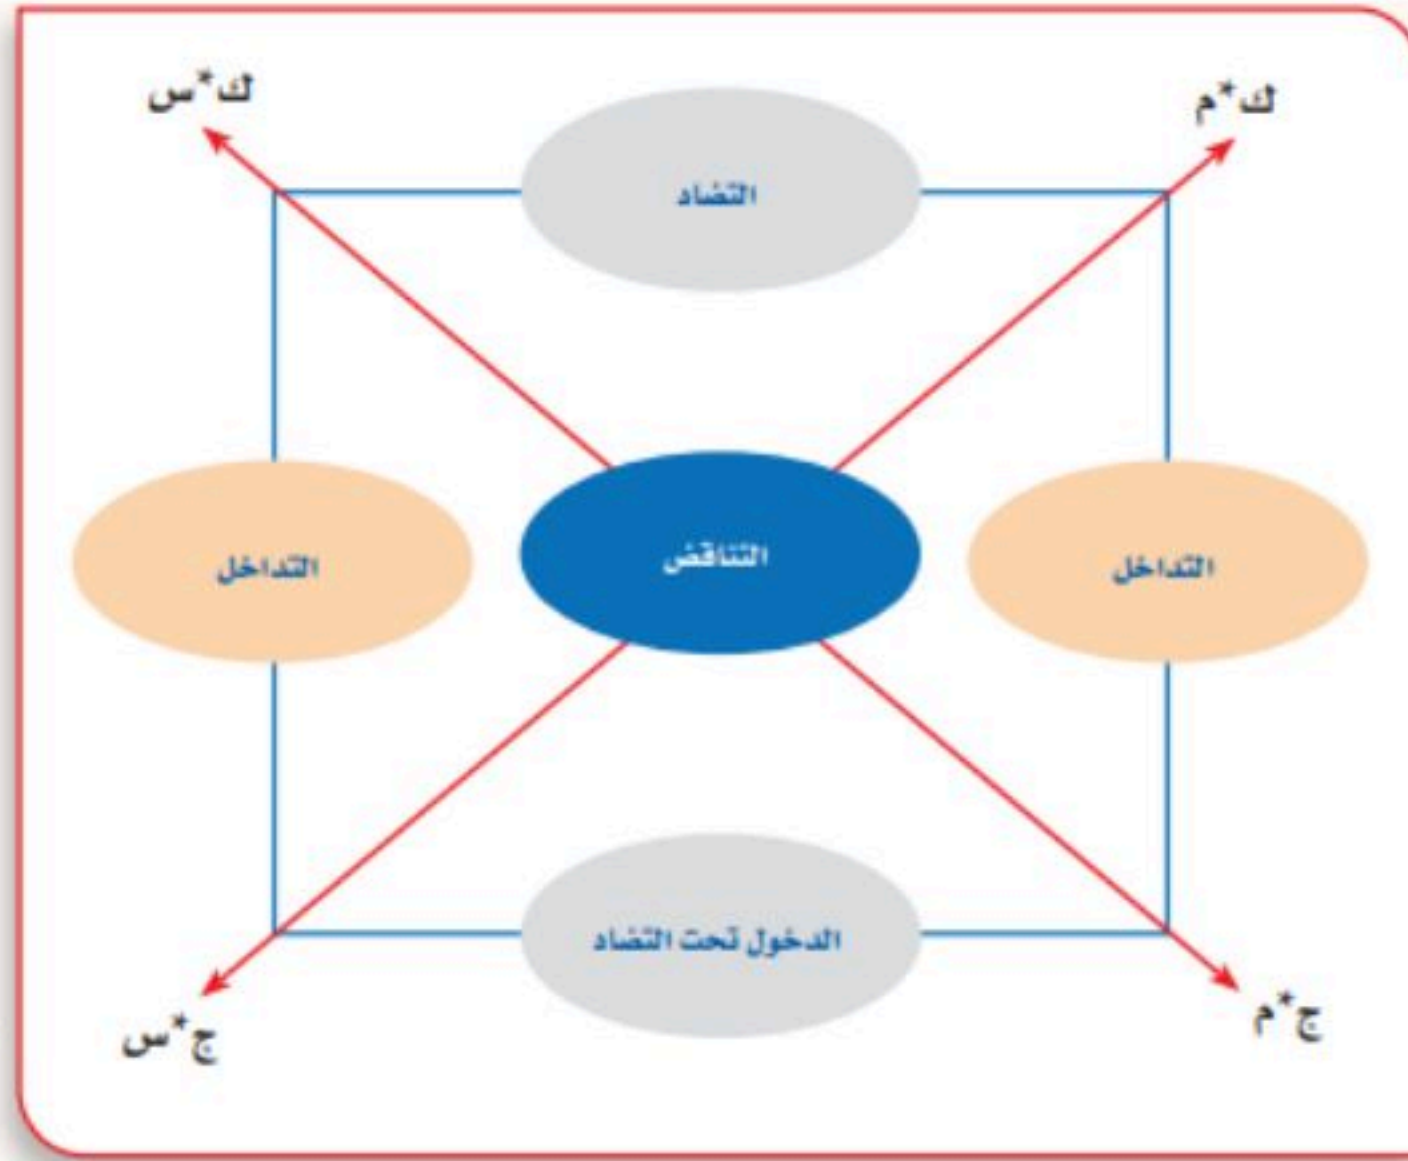 ك*م
ك*س
التضاد
التداخل
التناقض
التداخل
الدخول تحت التضاد
ج*م
ج*س